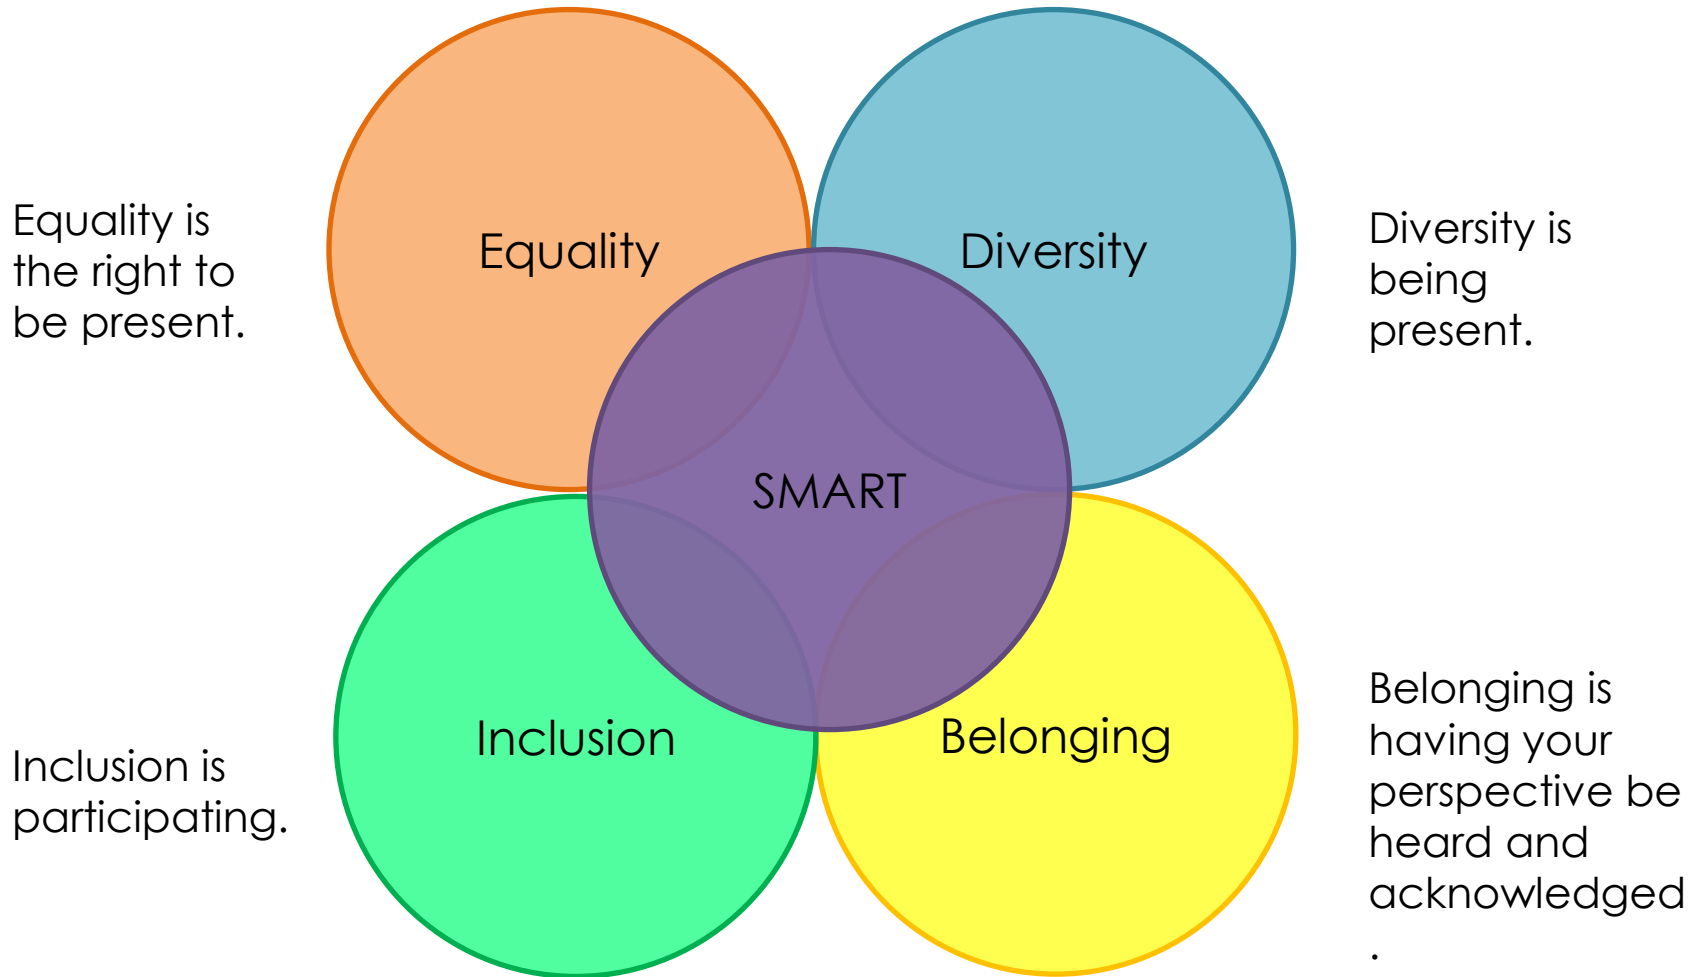 Equality is
the right to
be present.
Equality
Diversity
Diversity is
being
present.
SMART
Inclusion is
participating.
Inclusion
Belonging
Belonging is
having your
perspective be
heard and
acknowledged
.